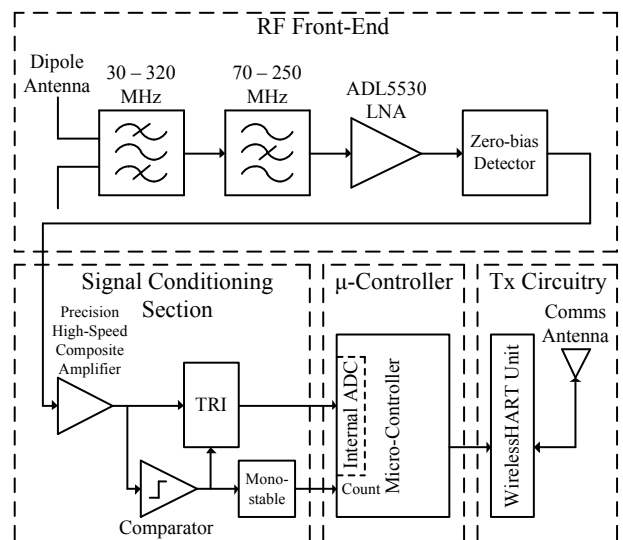 RF Front-End
Dipole
Antenna
30 – 320
MHz
70 – 250
MHz
ADL5530
LNA
Zero-bias
Detector
Signal Conditioning
Section
μ-Controller
Tx Circuitry
Precision
High-Speed
Composite
Amplifier
TRI
Comparator
Mono-
stable
Internal ADC
Count
Micro-Controller
WirelessHART Unit
Comms
Antenna